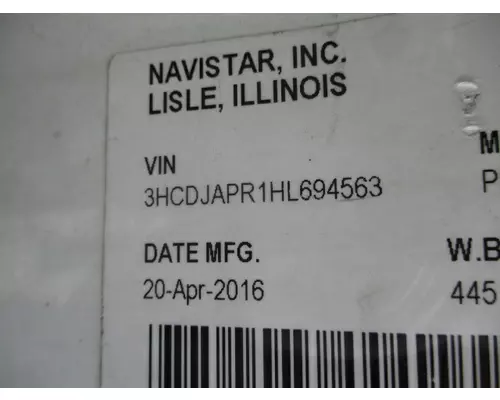 NAVISTAR, INC.
LISLE, ILLINOIS
VIN
M
3HCDJAPR1HL694563
P
DATE MFG.
W.B
20-Apr-2016
445